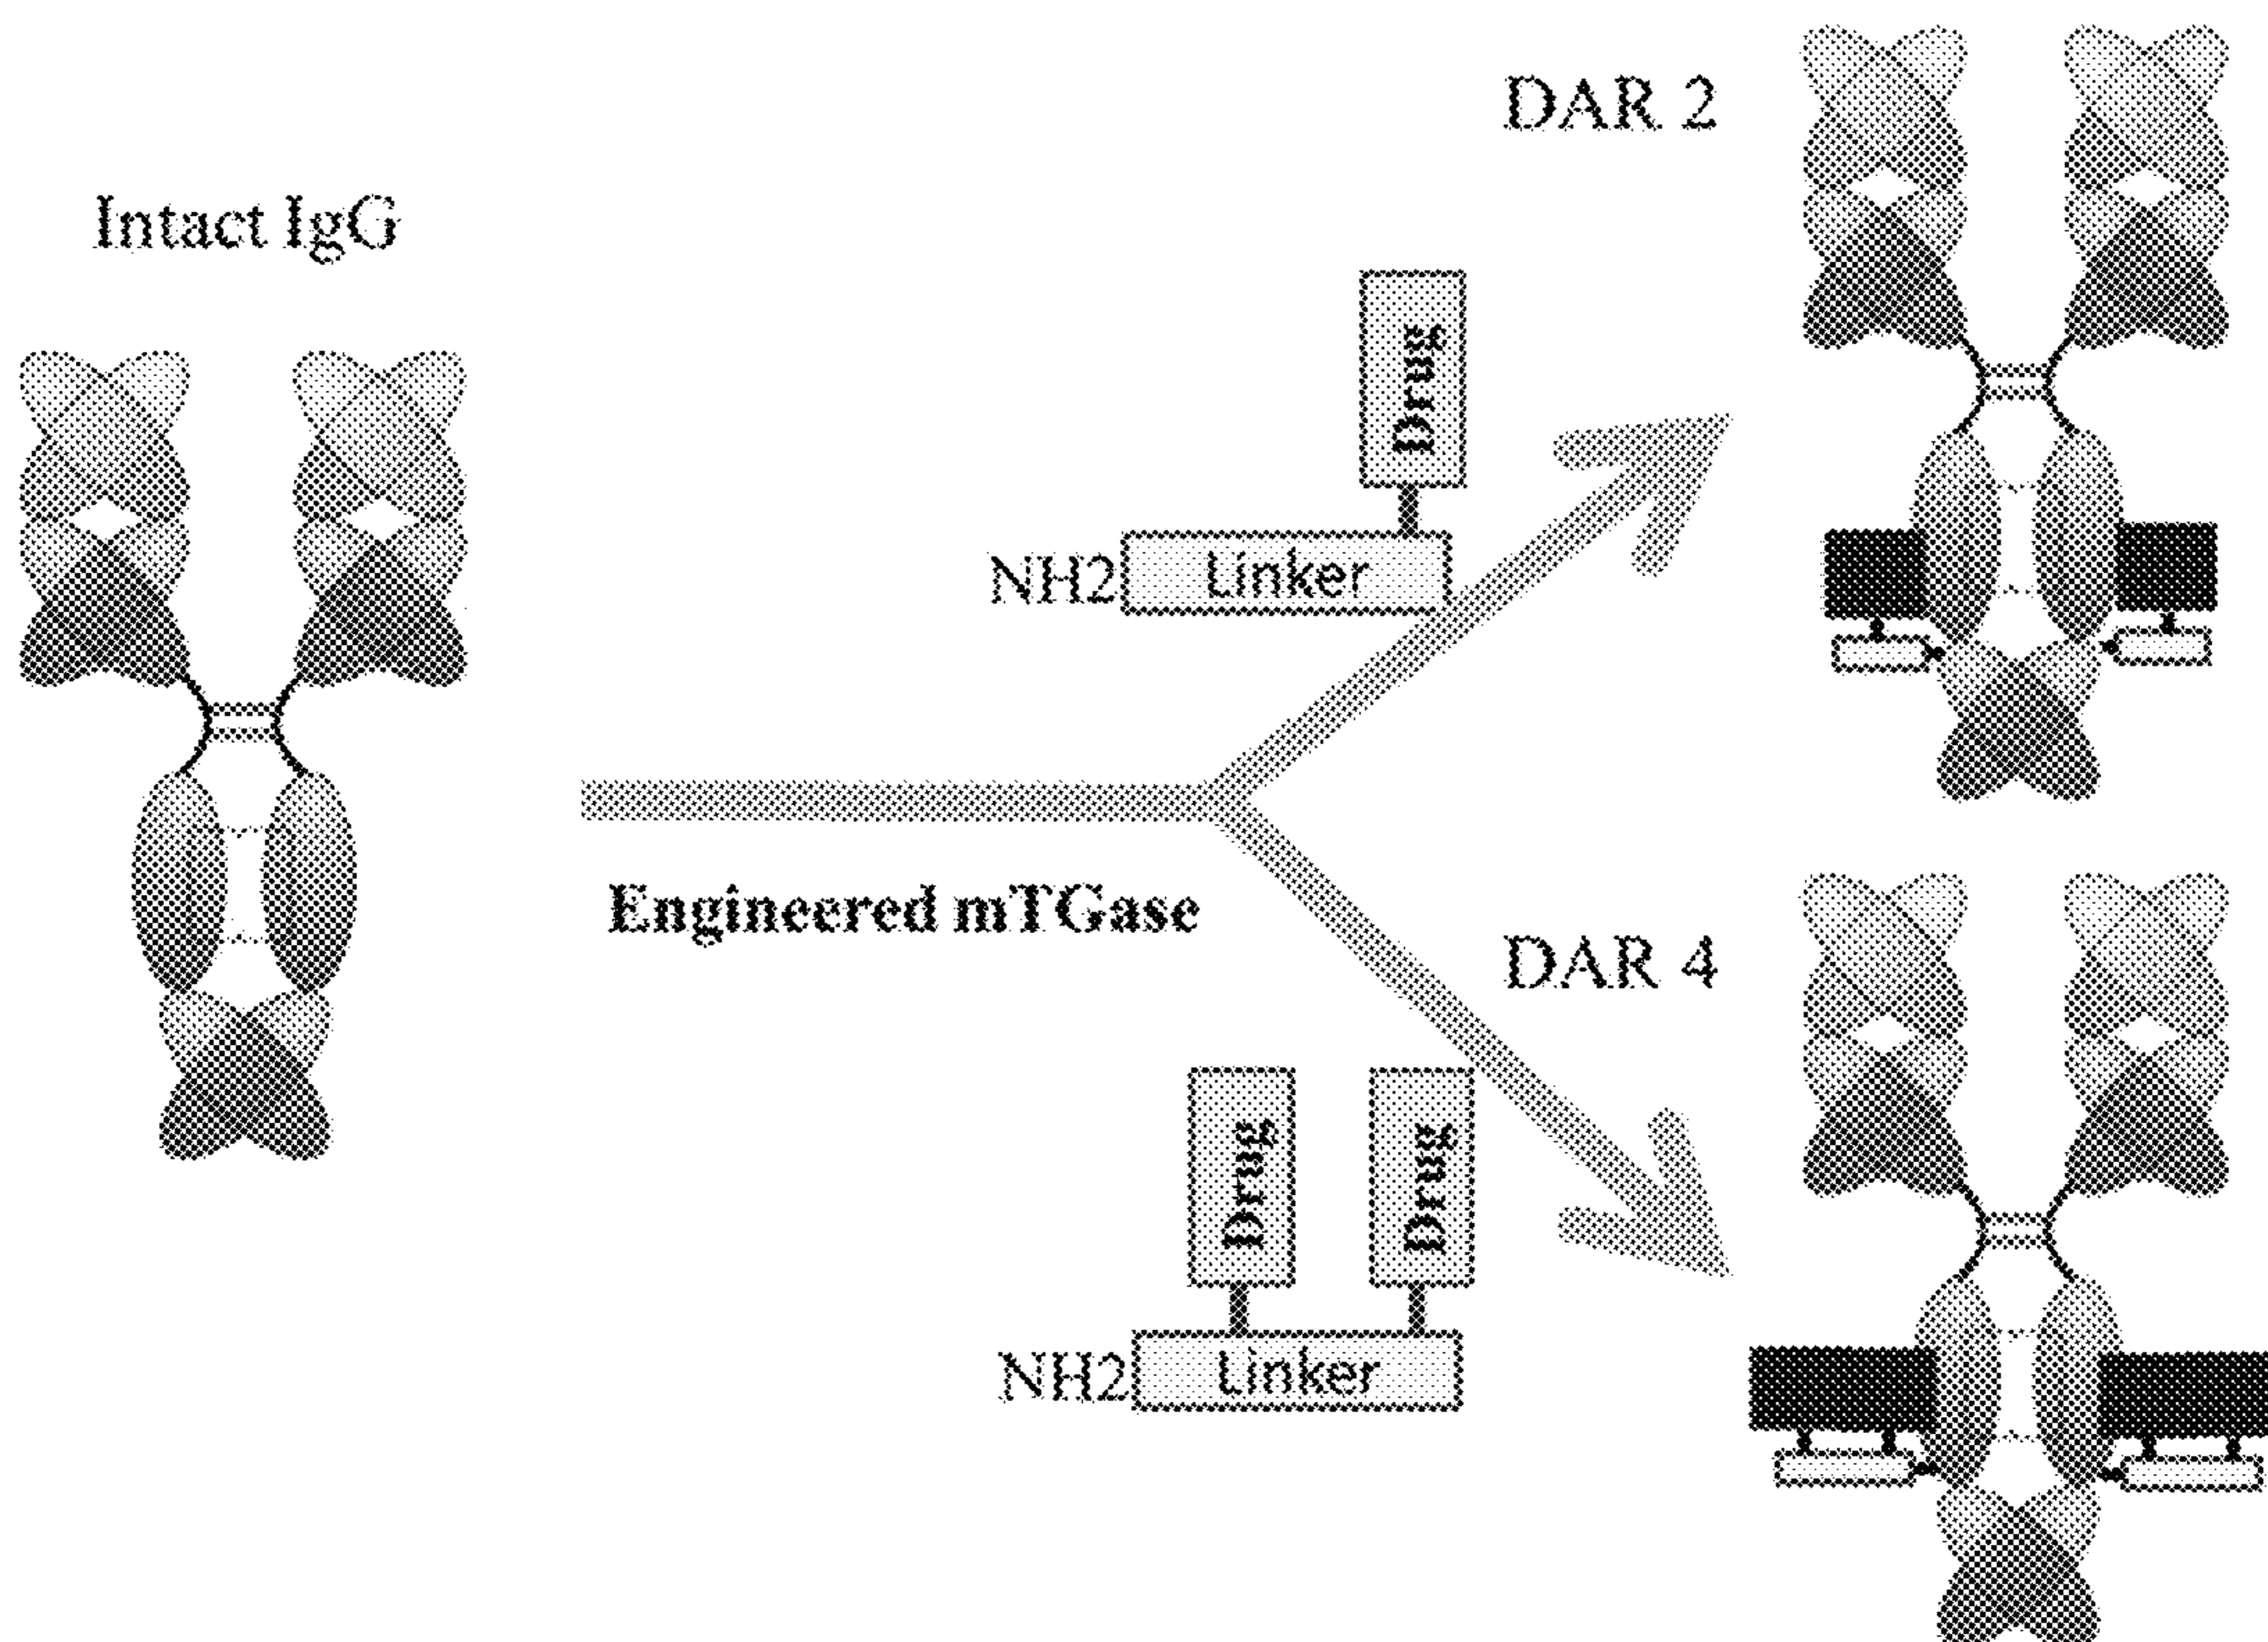 DAR 2
Intact IgG
Drug
NH2
Linker
Engineered mTGase
DAR 4
Drug
Drug
NH2
Linker